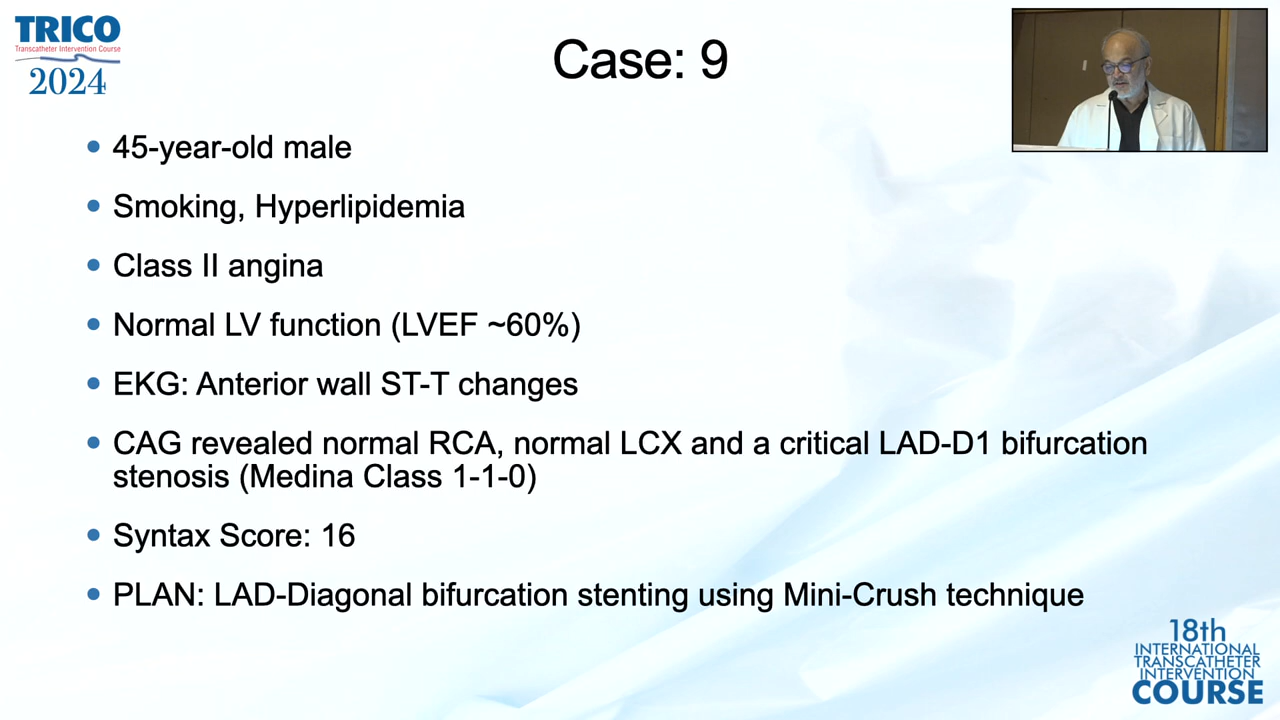 TRICO
Transcatheter Intervention Course
2024
Case: 9
45-year-old male
Smoking, Hyperlipidemia
Class II angina
Normal LV function (LVEF ~60%)
EKG: Anterior wall ST-T changes
CAG revealed normal RCA, normal LCX and a critical LAD-D1 bifurcation
stenosis (Medina Class 1-1-0)
Syntax Score: 16
PLAN: LAD-Diagonal bifurcation stenting using Mini-Crush technique
18th
INTERNATIONAL
TRANSCATHETER
INTERVENTION
COURSE